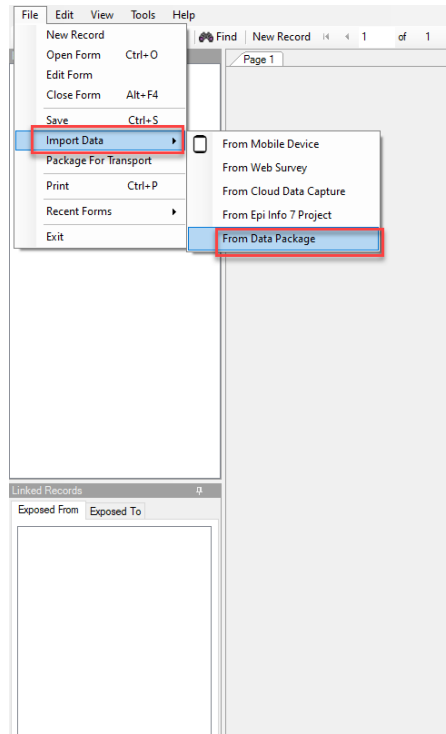 File Edit View Tools Help
Find New Record 1 of 1
Page 1
New Record
Open Form Ctrl+O
Edit Form
Close Form Alt+F4
Save Ctrl+S
Import Data
Package For Transport
Print Ctrl+P
Recent Forms
Exit
From Mobile Device
From Web Survey
From Cloud Data Capture
From Epi Info 7 Project
From Data Package
Linked Records
Exposed From Exposed To